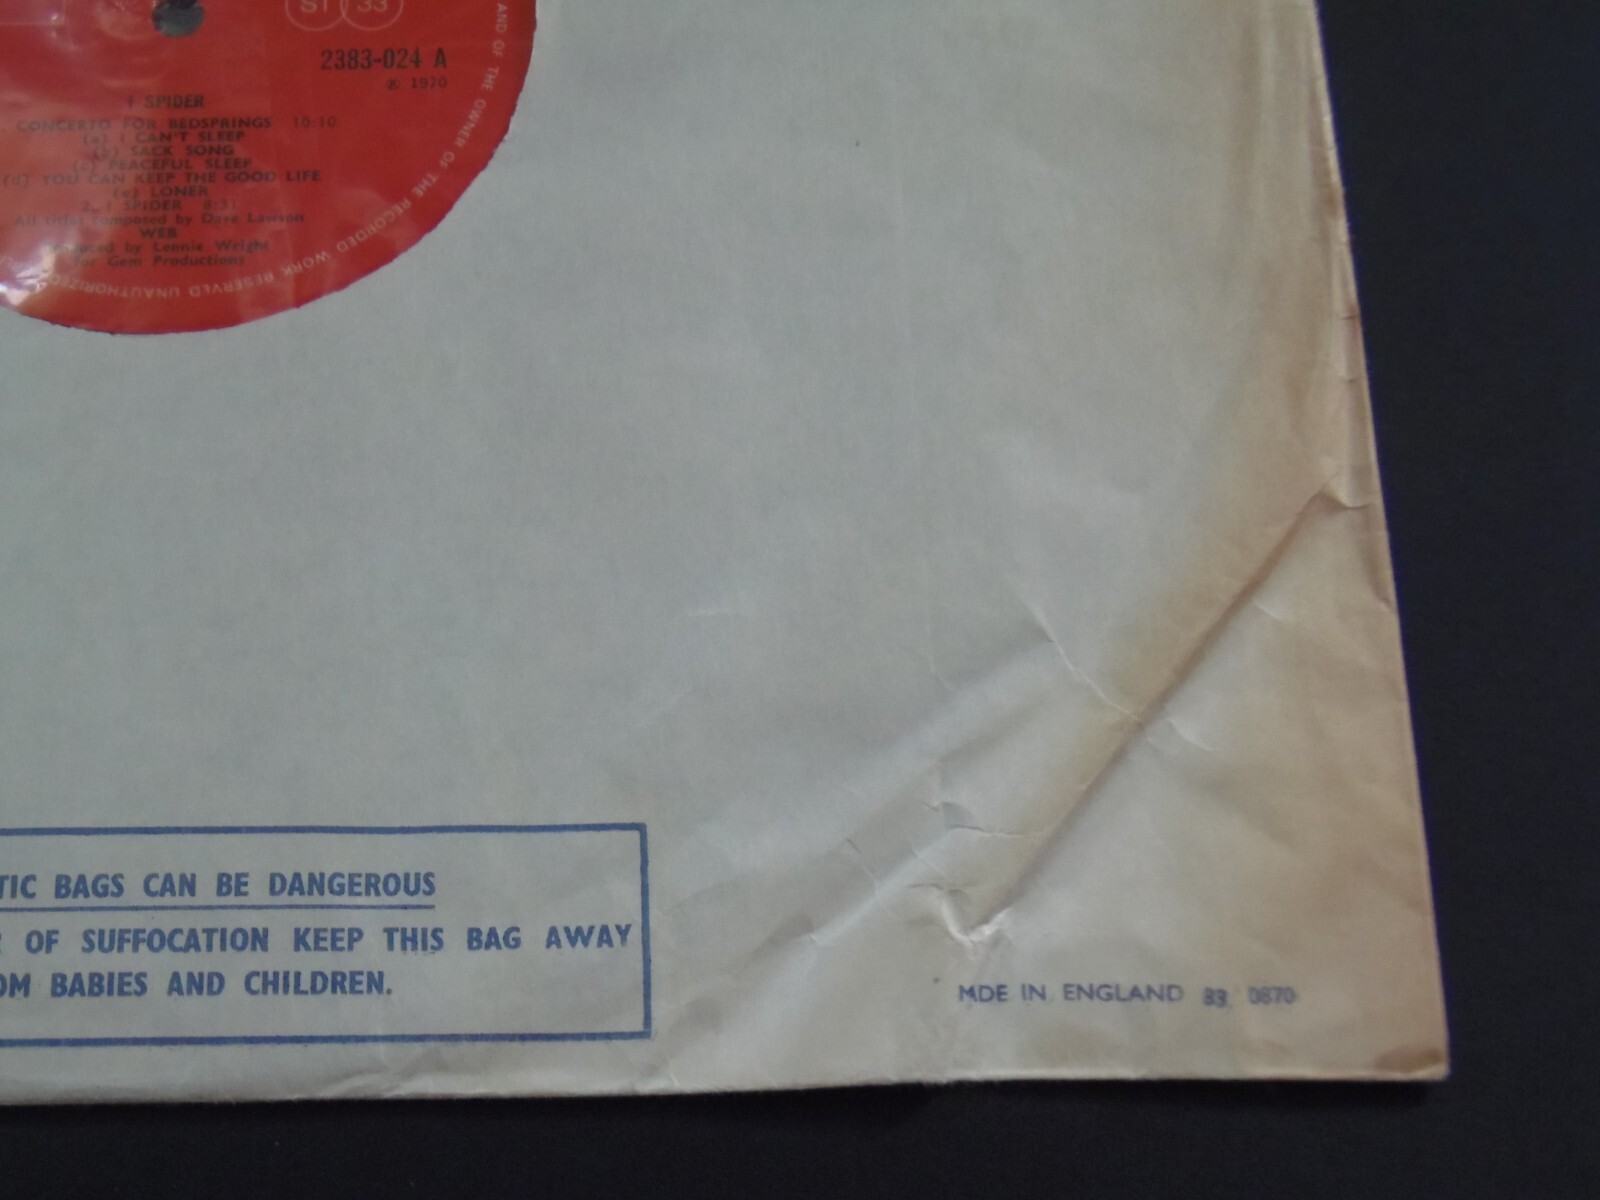 ST 33
2383-024 A
℗ 1970
I SPIDER
CONCERTO FOR BEDSPRINGS 10:10
(a) I CAN'T SLEEP
(b) SACK SONG
(c) PEACEFUL SLEEP
(d) YOU CAN KEEP THE GOOD LIFE
(e) LONER
2. I SPIDER 8:31
All titles composed by Dave Lawson
WEB
Produced by Lennie Wright
for Gem Productions
AND OF THE OWNER OF THE RECORDED WORK RESERVED UNAUTHORIZED
TIC BAGS CAN BE DANGEROUS
R OF SUFFOCATION KEEP THIS BAG AWAY
OM BABIES AND CHILDREN.
MDE IN ENGLAND 33 0870